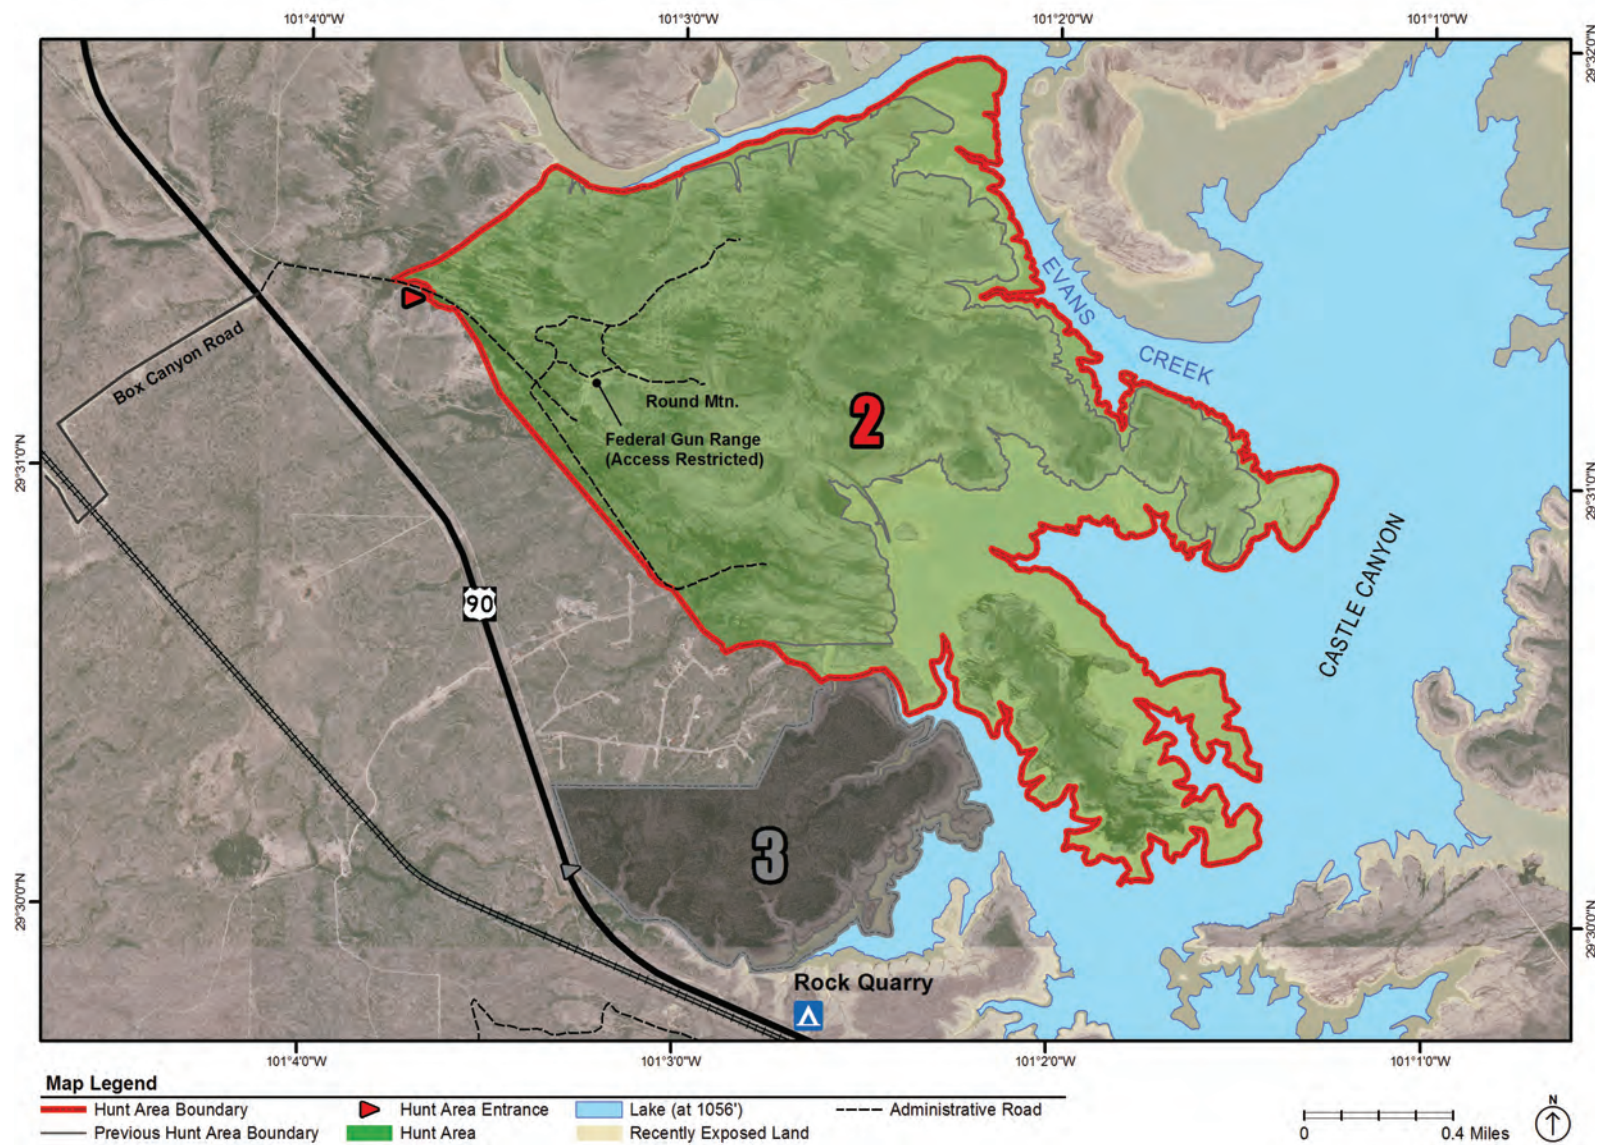 101°4'0"W
101°3'0"W
101°2'0"W
101°1'0"W
29°32'0"N
EVANS
CREEK
Box Canyon Road
Round Mtn.
2
Federal Gun Range
(Access Restricted)
29°31'0"N
29°31'0"N
CASTLE CANYON
90
3
29°30'0"N
29°30'0"N
Rock Quarry
101°4'0"W
101°3'0"W
101°2'0"W
101°1'0"W
Map Legend
Hunt Area Boundary
Hunt Area Entrance
Lake (at 1056')
Administrative Road
Previous Hunt Area Boundary
Hunt Area
Recently Exposed Land
0
0.4 Miles
N